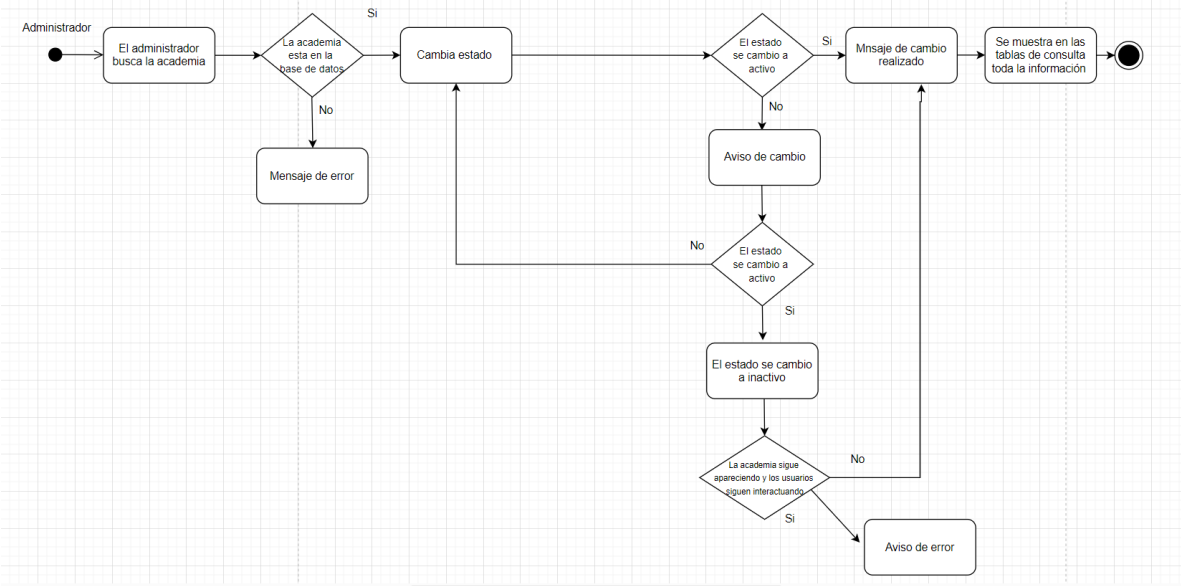 Administrador
El administrador
busca la academia
La academia
esta en la
base de datos
Si
No
Mensaje de error
Cambia estado
El estado
se cambio a
activo
Si
No
Mnsaje de cambio
realizado
Se muestra en las
tablas de consulta
toda la información
Aviso de cambio
El estado
se cambio a
activo
No
Si
El estado se cambio
a inactivo
La academia sigue
apareciendo y los usuarios
siguen interactuando
No
Si
Aviso de error